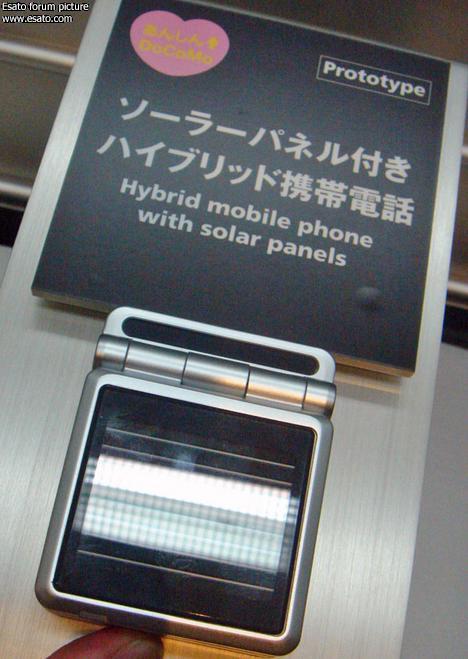 Esato forum picture
www.esato.com
あんしんを
DoCoMo
Prototype
ソーラーパネル付き
ハイブリッド携帯電話
Hybrid mobile phone
with solar panels